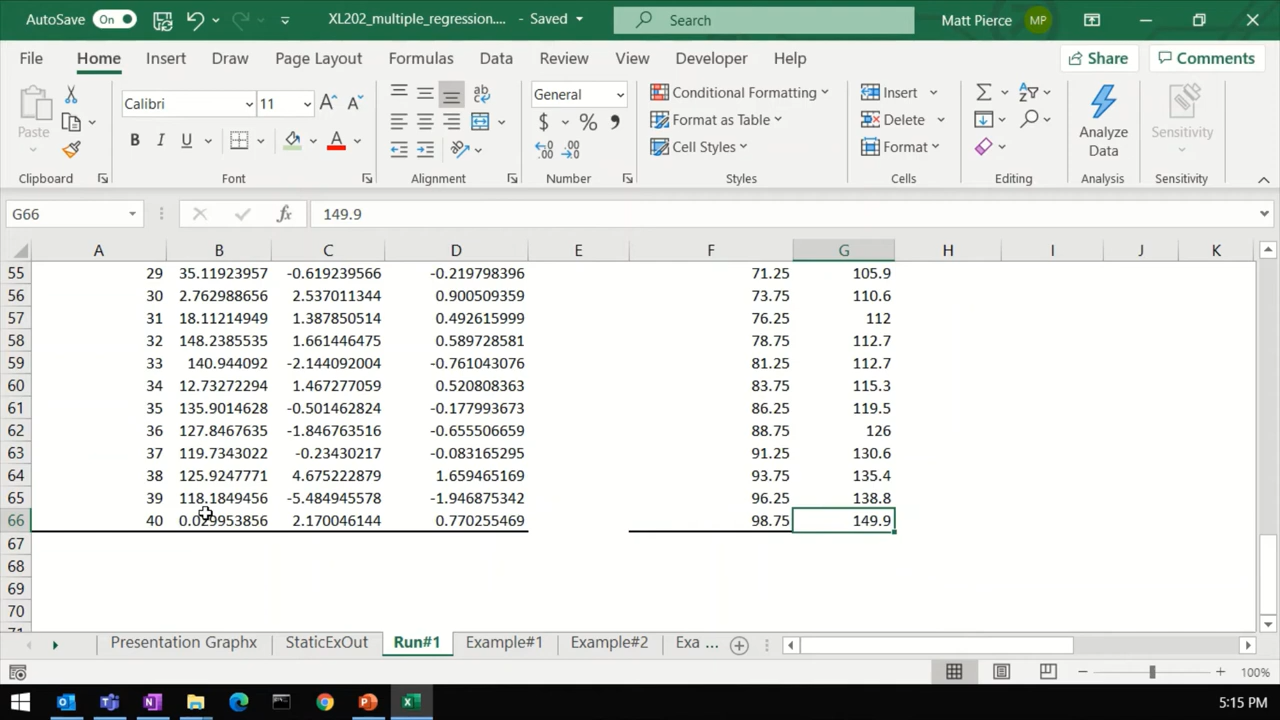 AutoSave On XL202_multiple_regression.... - Saved Search Matt Pierce MP
File Home Insert Draw Page Layout Formulas Data Review View Developer Help Share Comments
Paste Calibri 11 A A ab General Conditional Formatting Insert Analyze Data Sensitivity
B I U A $ % , Format as Table Delete
Cell Styles Format
Clipboard Font Alignment Number Styles Cells Editing Analysis Sensitivity
G66 fx 149.9
A B C D E F G H I J K
55 29 35.11923957 -0.619239566 -0.219798396 71.25 105.9
56 30 2.762988656 2.537011344 0.900509359 73.75 110.6
57 31 18.11214949 1.387850514 0.492615999 76.25 112
58 32 148.2385535 1.661446475 0.589728581 78.75 112.7
59 33 140.944092 -2.144092004 -0.761043076 81.25 112.7
60 34 12.73272294 1.467277059 0.520808363 83.75 115.3
61 35 135.9014628 -0.501462824 -0.177993673 86.25 119.5
62 36 127.8467635 -1.846763516 -0.655506659 88.75 126
63 37 119.7343022 -0.23430217 -0.083165295 91.25 130.6
64 38 125.9247771 4.675222879 1.659465169 93.75 135.4
65 39 118.1849456 -5.484945578 -1.946875342 96.25 138.8
66 40 0.029953856 2.170046144 0.770255469 98.75 149.9
67
68
69
70
Presentation Graphx StaticExOut Run#1 Example#1 Example#2 Exa ...
100%
5:15 PM